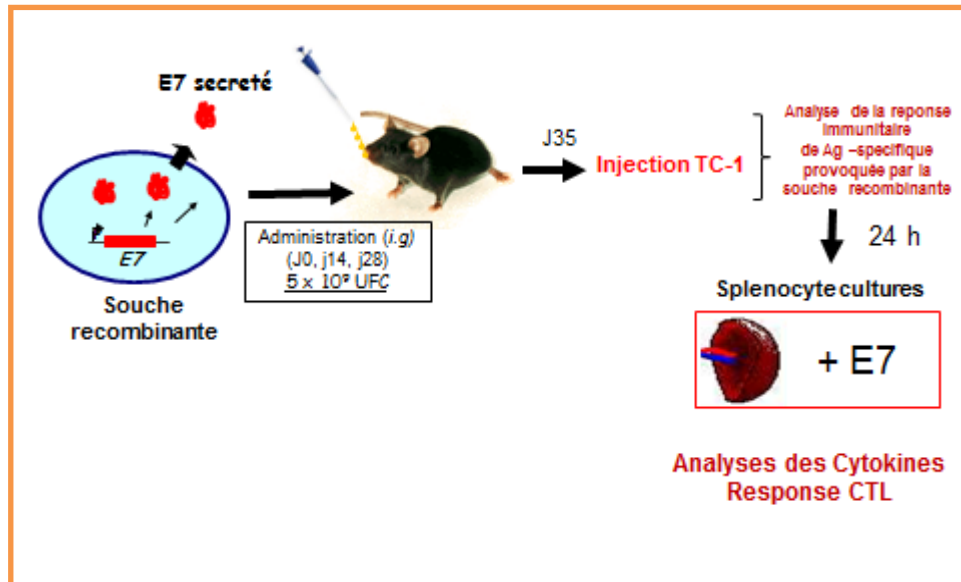 E7 secreté
E7
Souche
recombinante
Administration (i.g)
(J0, j14, j28)
5 x 10⁹ UFC
J35
Injection TC-1
Analyse de la reponse
immunitaire
de Ag –specifique
provoquée par la
souche recombinante
24 h
Splenocyte cultures
+ E7
Analyses des Cytokines
Response CTL